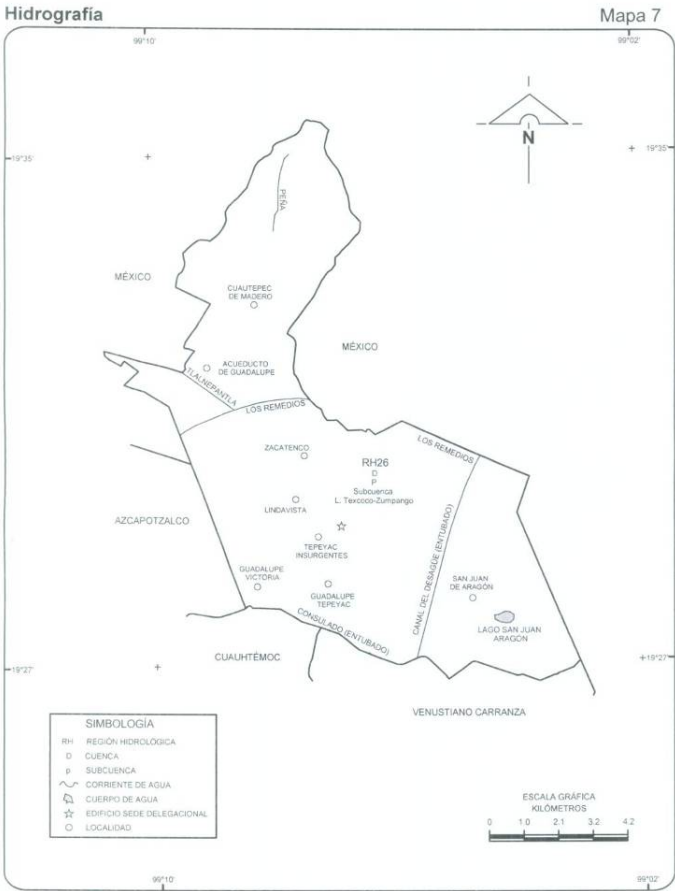 Hidrografía
Mapa 7
99°10'
99°02'
19°35'
19°35'
N
PEÑA
MÉXICO
CUAUTEPEC
DE MADERO
MÉXICO
ACUEDUCTO
DE GUADALUPE
TLALNEPANTLA
LOS REMEDIOS
LOS REMEDIOS
ZACATENCO
RH26
D
P
Subcuenca
L. Texcoco-Zumpango
LINDAVISTA
AZCAPOTZALCO
TEPEYAC
INSURGENTES
CANAL DEL DESAGÜE (ENTUBADO)
GUADALUPE
VICTORIA
GUADALUPE
TEPEYAC
SAN JUAN
DE ARAGÓN
LAGO SAN JUAN
ARAGÓN
CONSULADO (ENTUBADO)
CUAUHTÉMOC
19°27'
19°27'
VENUSTIANO CARRANZA
SIMBOLOGÍA
RH REGIÓN HIDROLÓGICA
D CUENCA
p SUBCUENCA
CORRIENTE DE AGUA
CUERPO DE AGUA
EDIFICIO SEDE DELEGACIONAL
LOCALIDAD
ESCALA GRÁFICA
KILÓMETROS
0 1.0 2.1 3.2 4.2
99°10'
99°02'